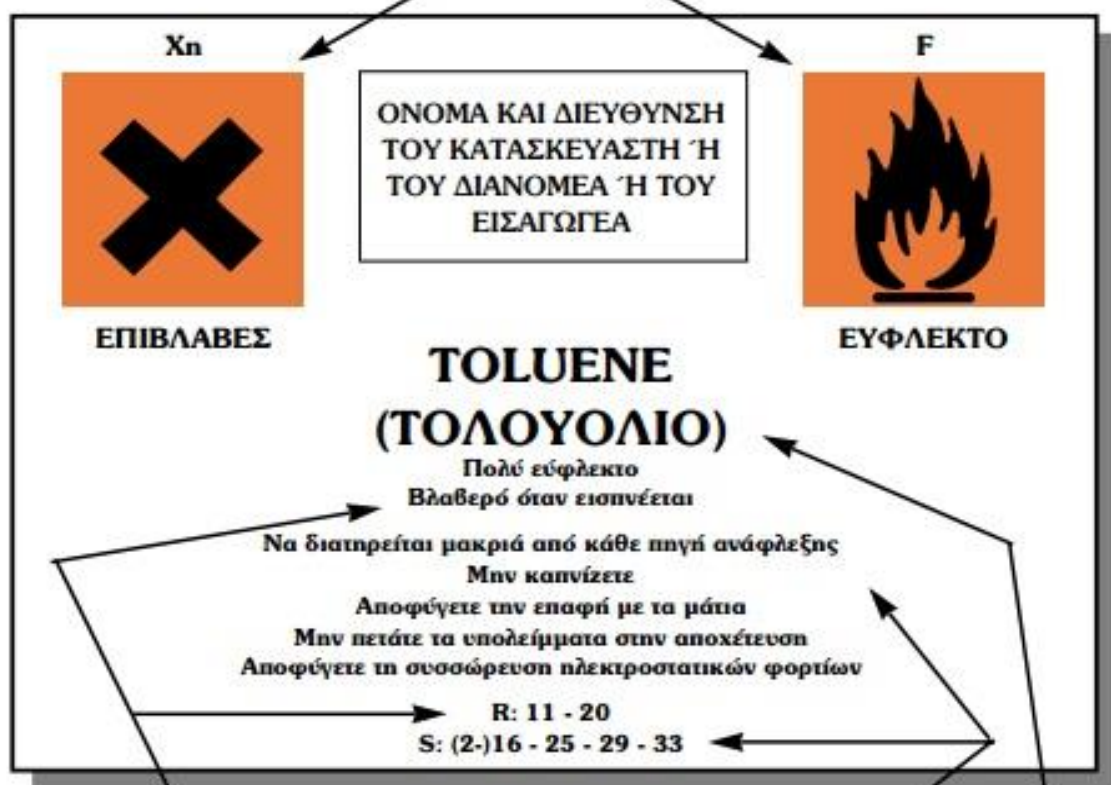 Xn
F
ΟΝΟΜΑ ΚΑΙ ΔΙΕΥΘΥΝΣΗ
ΤΟΥ ΚΑΤΑΣΚΕΥΑΣΤΗ Ή
ΤΟΥ ΔΙΑΝΟΜΕΑ Ή ΤΟΥ
ΕΙΣΑΓΩΓΕΑ
ΕΠΙΒΛΑΒΕΣ
ΕΥΦΛΕΚΤΟ
TOLUENE
(ΤΟΛΟΥΟΛΙΟ)
Πολύ εύφλεκτο
Βλαβερό όταν εισπνέεται
Να διατηρείται μακριά από κάθε πηγή ανάφλεξης
Μην καπνίζετε
Αποφύγετε την επαφή με τα μάτια
Μην πετάτε τα υπολείμματα στην αποχέτευση
Αποφύγετε τη συσσώρευση ηλεκτροστατικών φορτίων
R: 11 - 20
S: (2-)16 - 25 - 29 - 33